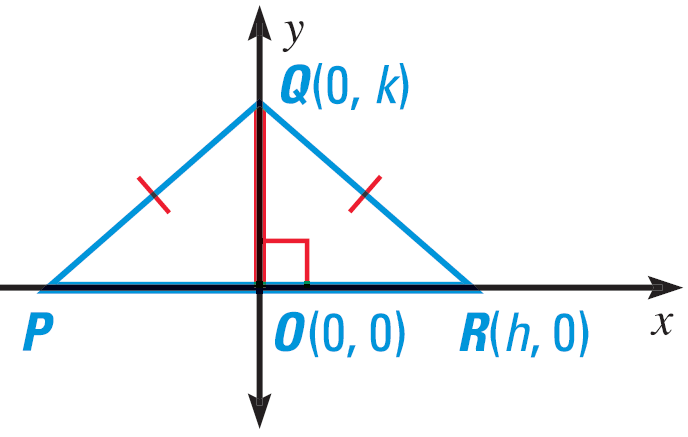 y
Q(0, k)
P
O(0, 0)
R(h, 0)
x